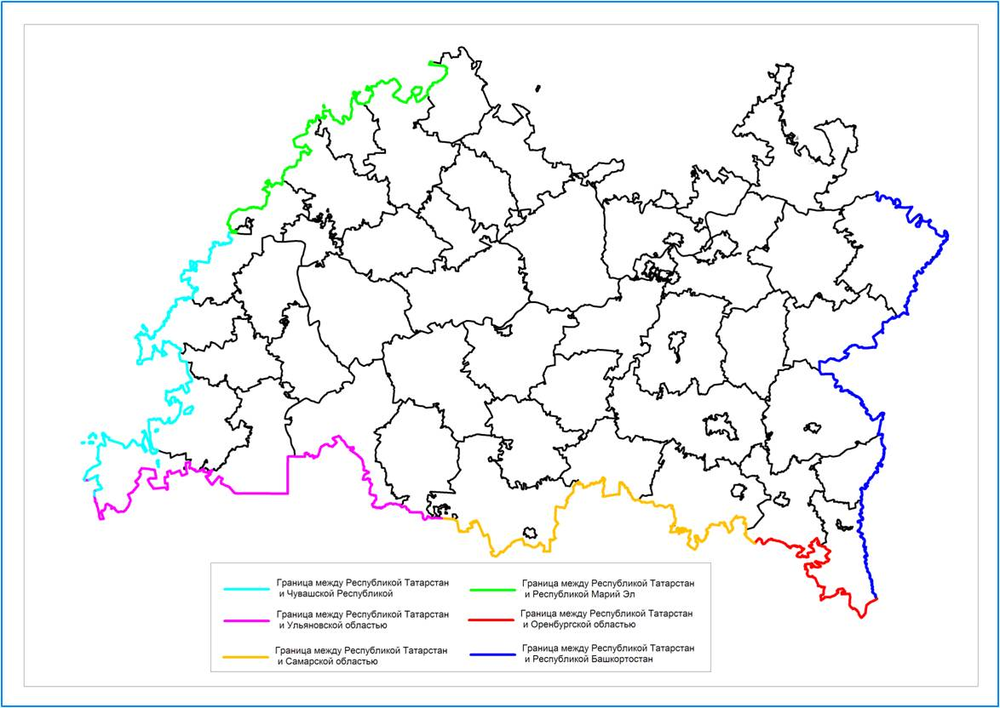 Граница между Республикой Татарстан
и Чувашской Республикой
Граница между Республикой Татарстан
и Республикой Марий Эл
Граница между Республикой Татарстан
и Ульяновской областью
Граница между Республикой Татарстан
и Оренбургской областью
Граница между Республикой Татарстан
и Самарской областью
Граница между Республикой Татарстан
и Республикой Башкортостан